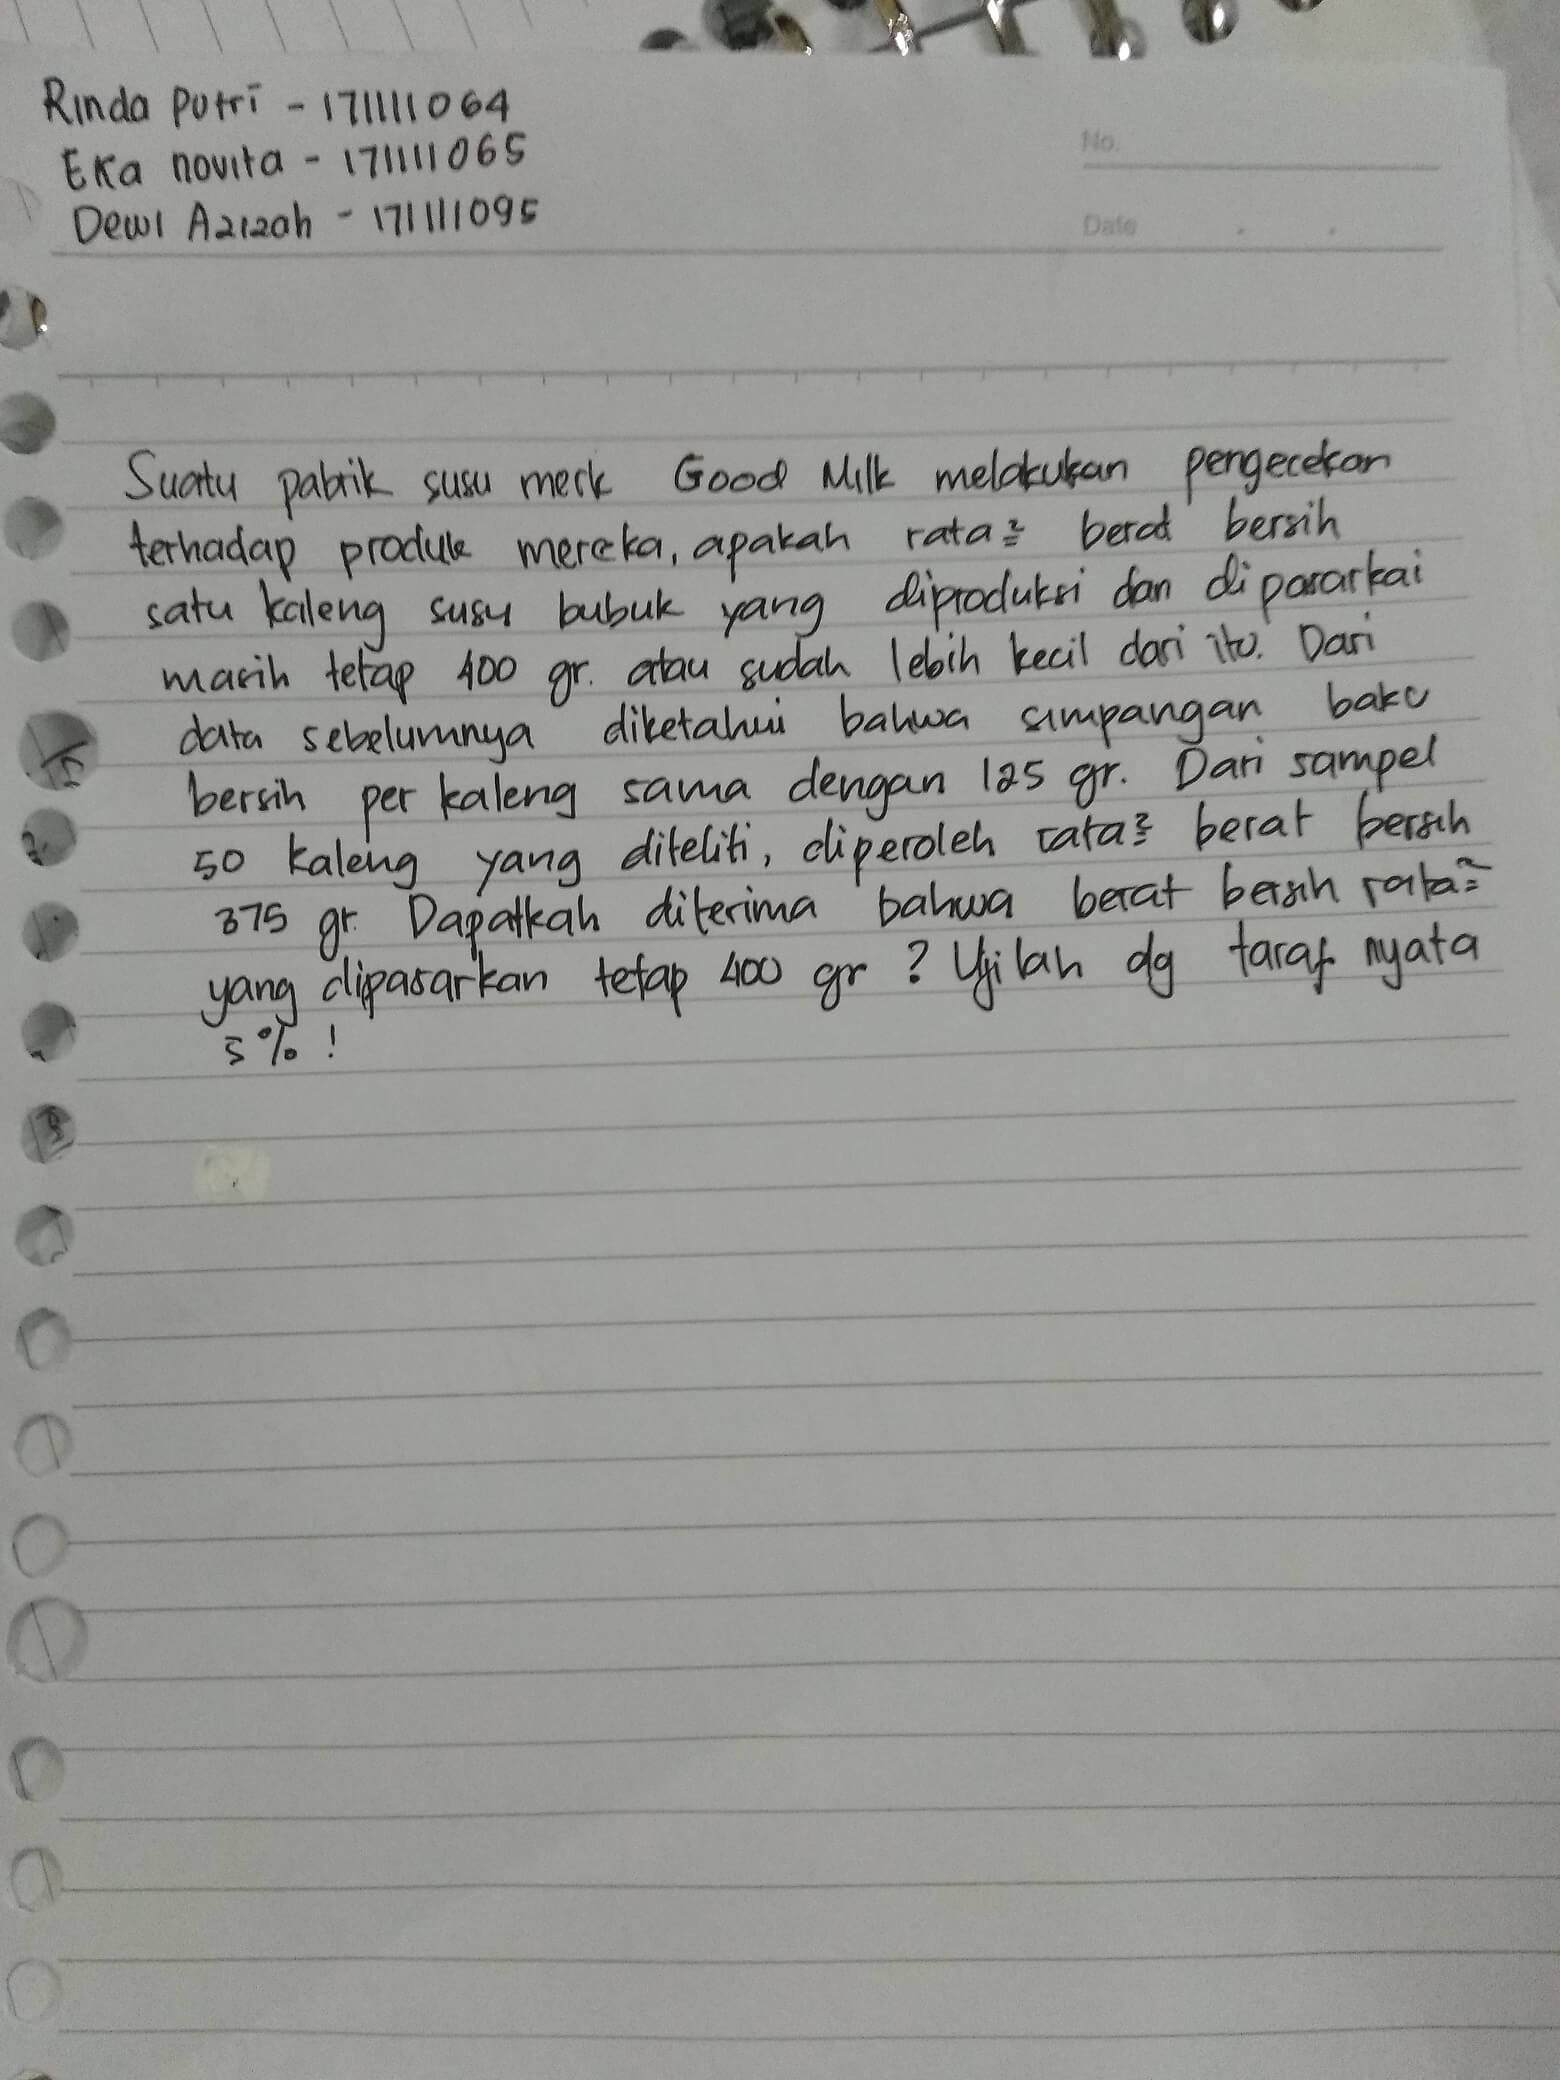 Rinda Putri - 171111064
Eka novita - 171111065
Dewi Azizah - 171111095
No.
Date
Suatu pabrik susu merk Good Milk melakukan pengecekan
terhadap produk mereka, apakah rata² berat bersih
satu kaleng susu bubuk yang diproduksi dan dipasarkai
masih tetap 400 gr. atau sudah lebih kecil dari itu. Dari
data sebelumnya diketahui bahwa simpangan baku
bersih per kaleng sama dengan 125 gr. Dari sampel
50 kaleng yang diteliti, diperoleh rata² berat bersih
375 gr. Dapatkah diterima bahwa berat bersih rata²
yang dipasarkan tetap 400 gr ? Ujilah dg taraf nyata
5% !